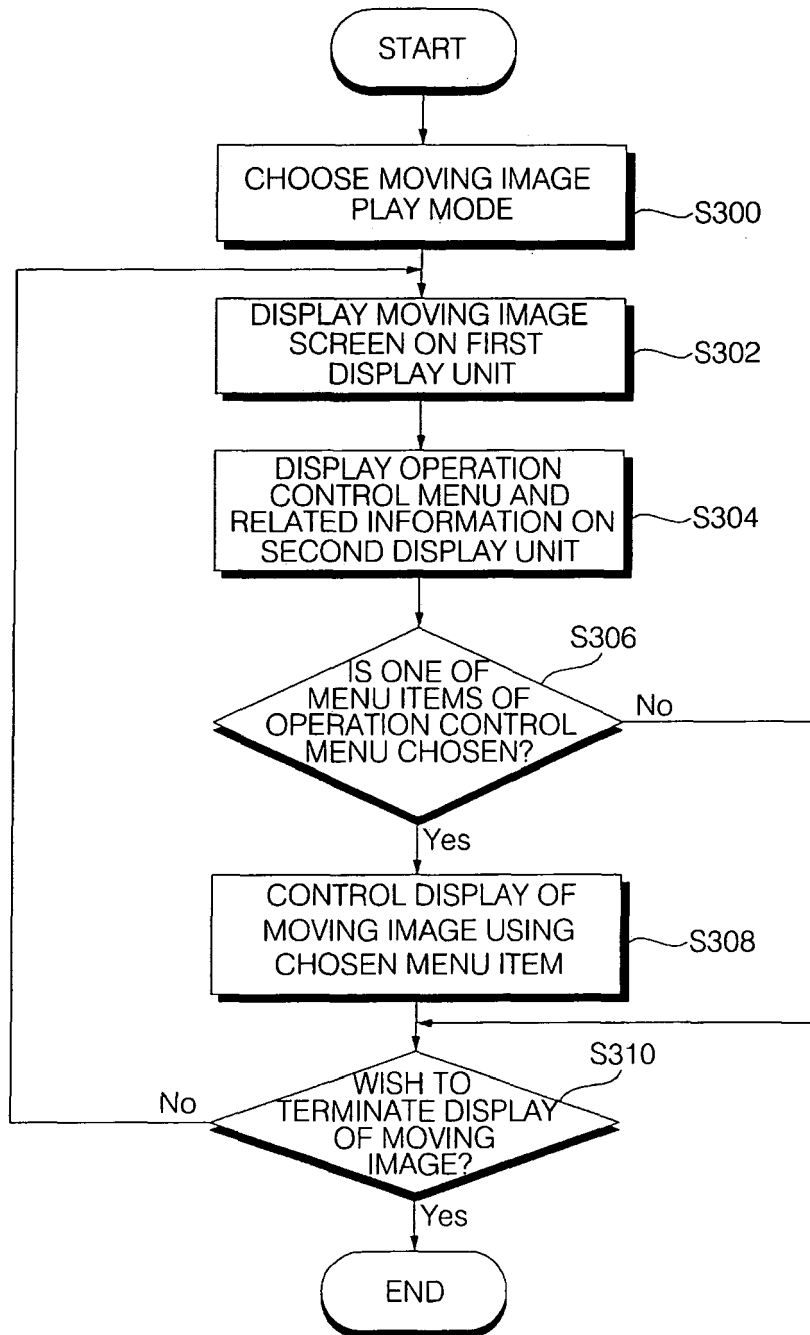 START
CHOOSE MOVING IMAGE
PLAY MODE
S300
DISPLAY MOVING IMAGE
SCREEN ON FIRST
DISPLAY UNIT
S302
DISPLAY OPERATION
CONTROL MENU AND
RELATED INFORMATION ON
SECOND DISPLAY UNIT
S304
S306
IS ONE OF
MENU ITEMS OF
OPERATION CONTROL
MENU CHOSEN?
No
Yes
CONTROL DISPLAY OF
MOVING IMAGE USING
CHOSEN MENU ITEM
S308
S310
WISH TO
TERMINATE DISPLAY
OF MOVING
IMAGE?
No
Yes
END